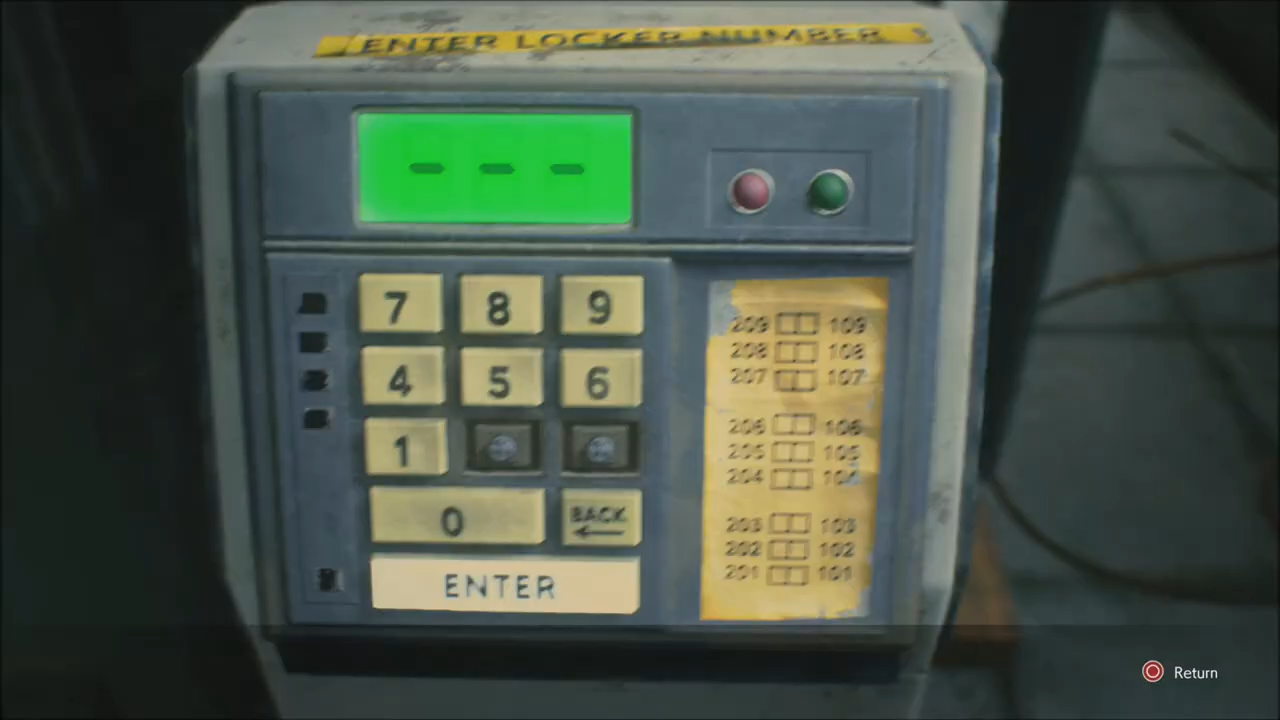 ENTER LOCKER NUMBER
- - -
7 8 9
4 5 6
1
0 BACK
ENTER
209 109
208 108
207 107
206 106
205 105
204 104
203 103
202 102
201 101
Return